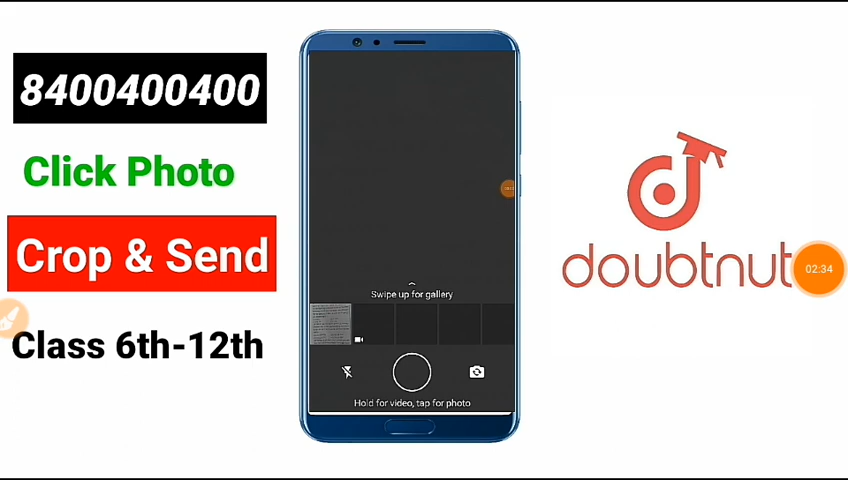 8400400400
Click Photo
Crop & Send
Class 6th-12th
Swipe up for gallery
Hold for video, tap for photo
doubtnut
02:34